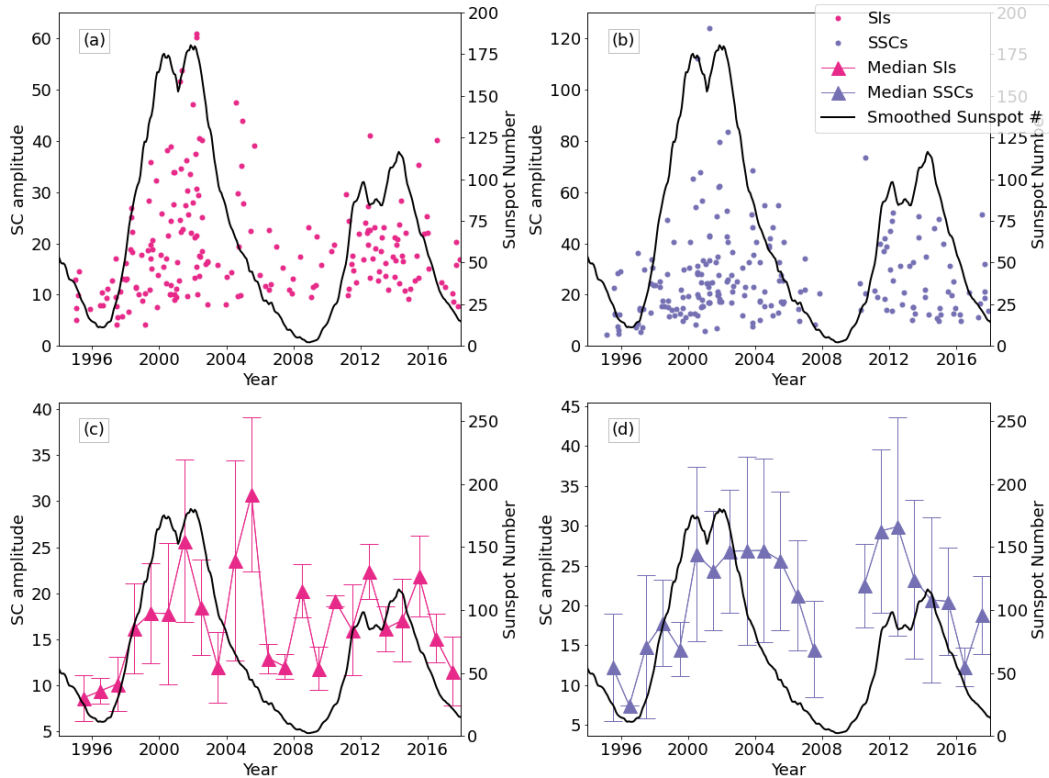 (a)
60
50
40
30
20
10
0
SC amplitude
200
175
150
125
100
75
50
25
0
Sunspot Number
1996 2000 2004 2008 2012 2016
Year
(b)
120
100
80
60
40
20
0
SC amplitude
200
175
150
125
100
75
50
25
0
Sunspot Number
1996 2000 2004 2008 2012 2016
Year
SIs
SSCs
Median SIs
Median SSCs
Smoothed Sunspot #
(c)
40
35
30
25
20
15
10
5
SC amplitude
250
200
150
100
50
0
Sunspot Number
1996 2000 2004 2008 2012 2016
Year
(d)
45
40
35
30
25
20
15
10
5
SC amplitude
250
200
150
100
50
0
Sunspot Number
1996 2000 2004 2008 2012 2016
Year